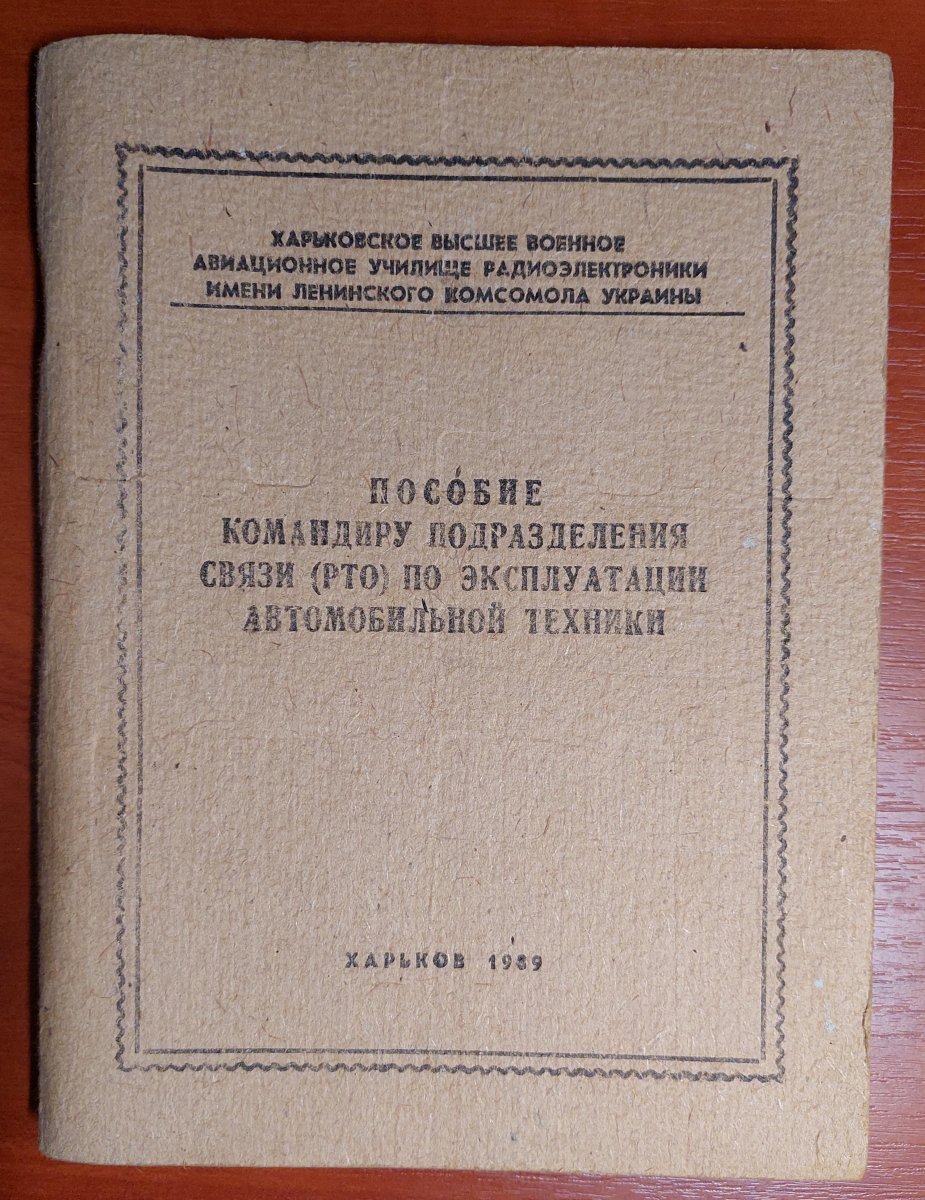 ХАРЬКОВСКОЕ ВЫСШЕЕ ВОЕННОЕ
АВИАЦИОННОЕ УЧИЛИЩЕ РАДИОЭЛЕКТРОНИКИ
ИМЕНИ ЛЕНИНСКОГО КОМСОМОЛА УКРАИНЫ
ПОСОБИЕ
КОМАНДИРУ ПОДРАЗДЕЛЕНИЯ
СВЯЗИ (РТО) ПО ЭКСПЛУАТАЦИИ
АВТОМОБИЛЬНОЙ ТЕХНИКИ
ХАРЬКОВ 1989